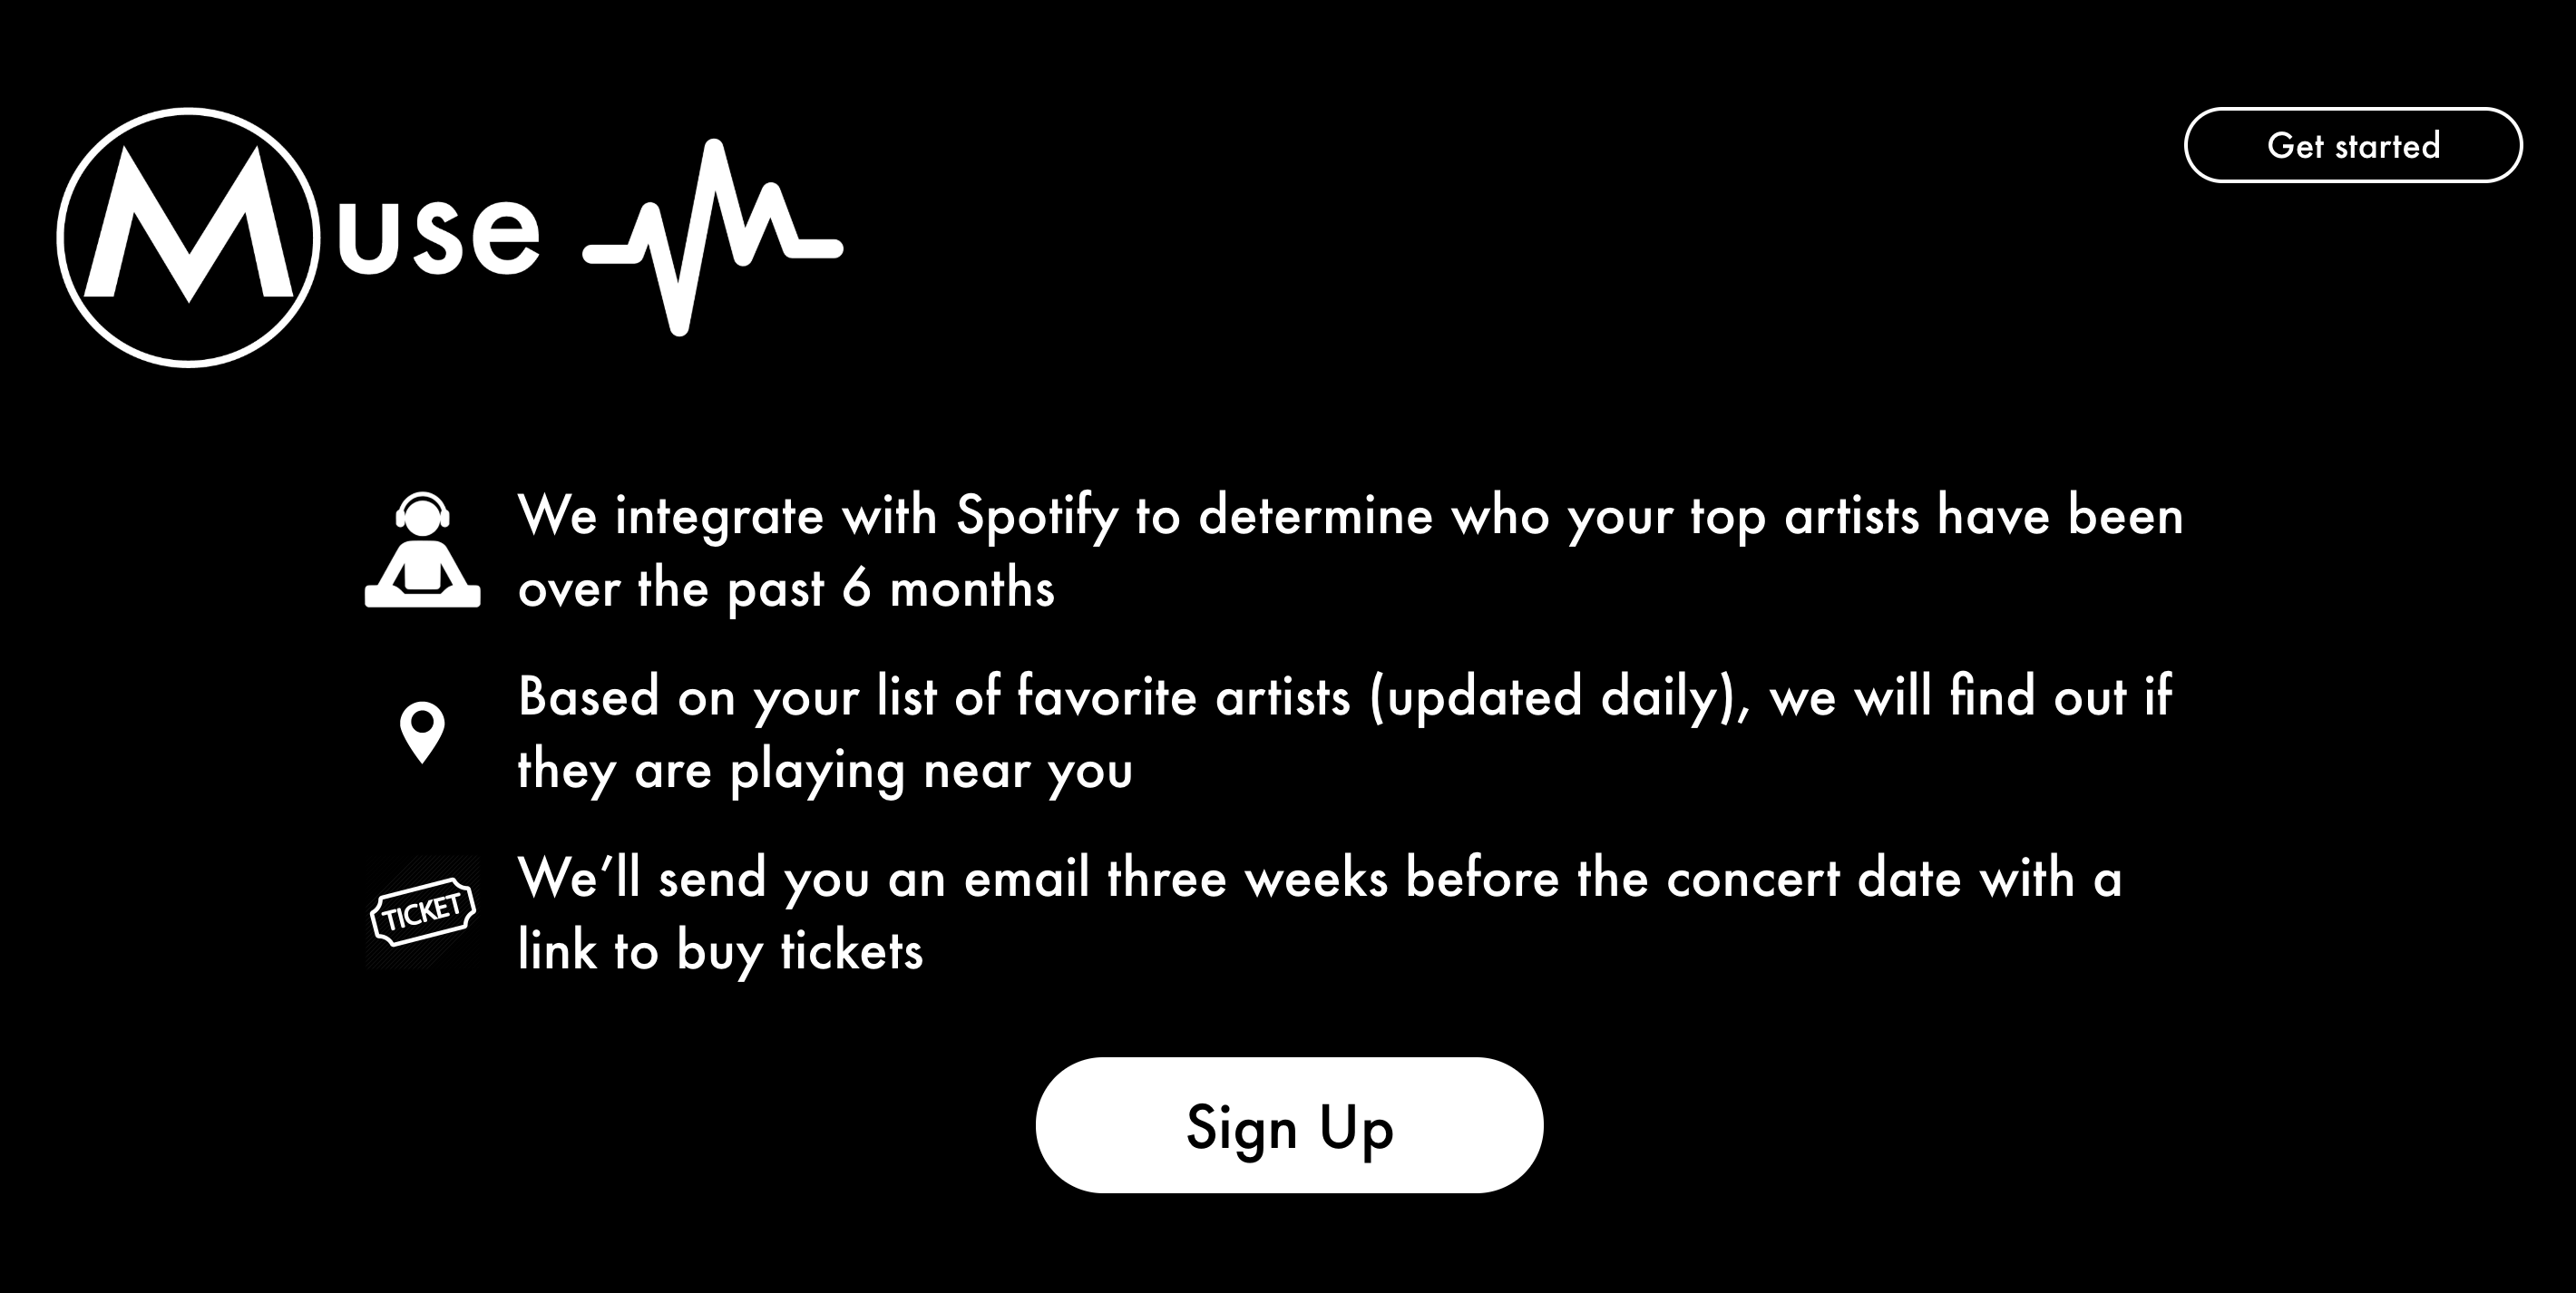 Muse
Get started
We integrate with Spotify to determine who your top artists have been
over the past 6 months
Based on your list of favorite artists (updated daily), we will find out if
they are playing near you
TICKET
We’ll send you an email three weeks before the concert date with a
link to buy tickets
Sign Up